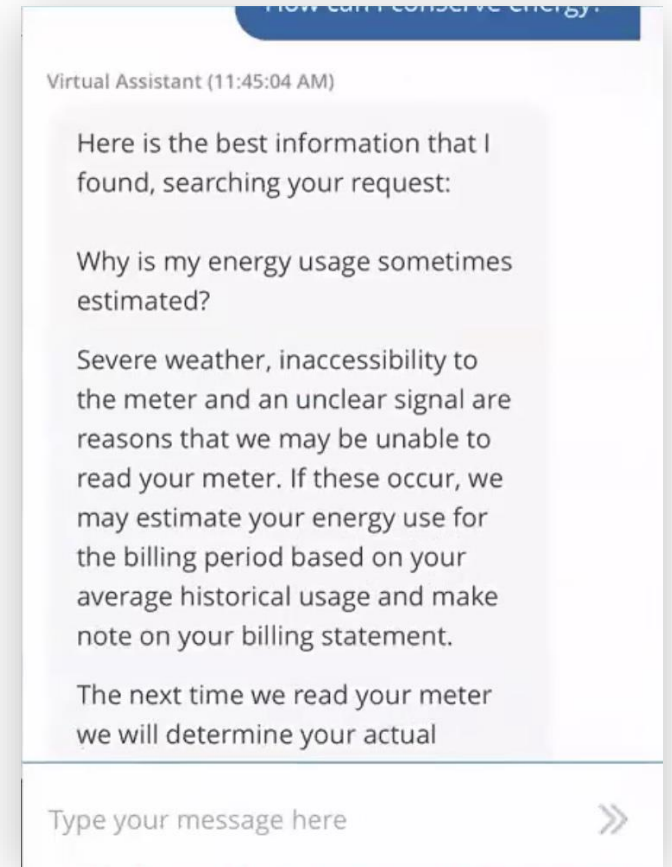 How can I conserve energy?
Virtual Assistant (11:45:04 AM)
Here is the best information that I
found, searching your request:
Why is my energy usage sometimes
estimated?
Severe weather, inaccessibility to
the meter and an unclear signal are
reasons that we may be unable to
read your meter. If these occur, we
may estimate your energy use for
the billing period based on your
average historical usage and make
note on your billing statement.
The next time we read your meter
we will determine your actual
Type your message here